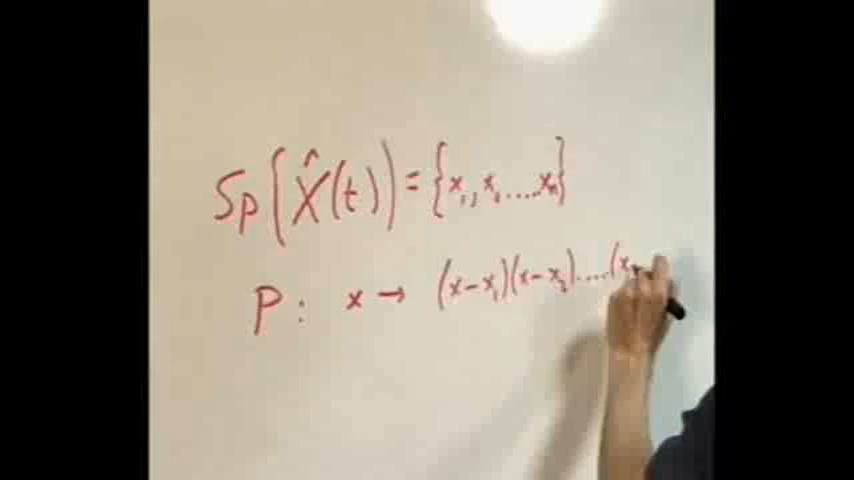 Sp(X̂(t)) = {x₁, x₂ ..... xₙ}
P : x → (x-x₁)(x-x₂).....(x